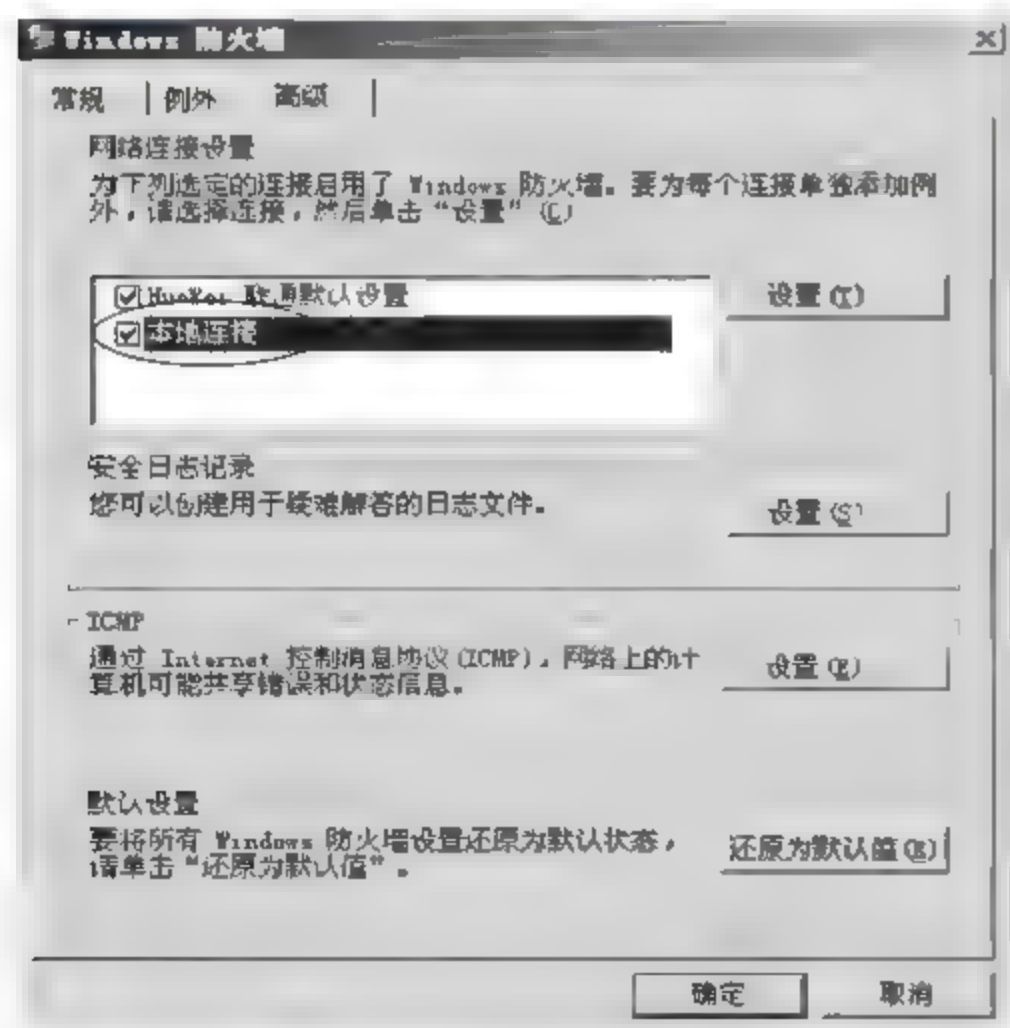 Windows 防火墙
常规 例外 高级
网络连接设置
为下列选定的连接启用了 Windows 防火墙。要为每个连接单独添加例
外，请选择连接，然后单击“设置”
HuaWei 联通默认设置
设置(T)
本地连接
安全日志记录
您可以创建用于疑难解答的日志文件。
设置(S)
ICMP
通过 Internet 控制消息协议(ICMP)，网络上的计
算机可能共享错误和状态信息。
设置(E)
默认设置
要将所有 Windows 防火墙设置还原为默认状态，
请单击“还原为默认值”。
还原为默认值(R)
确定 取消